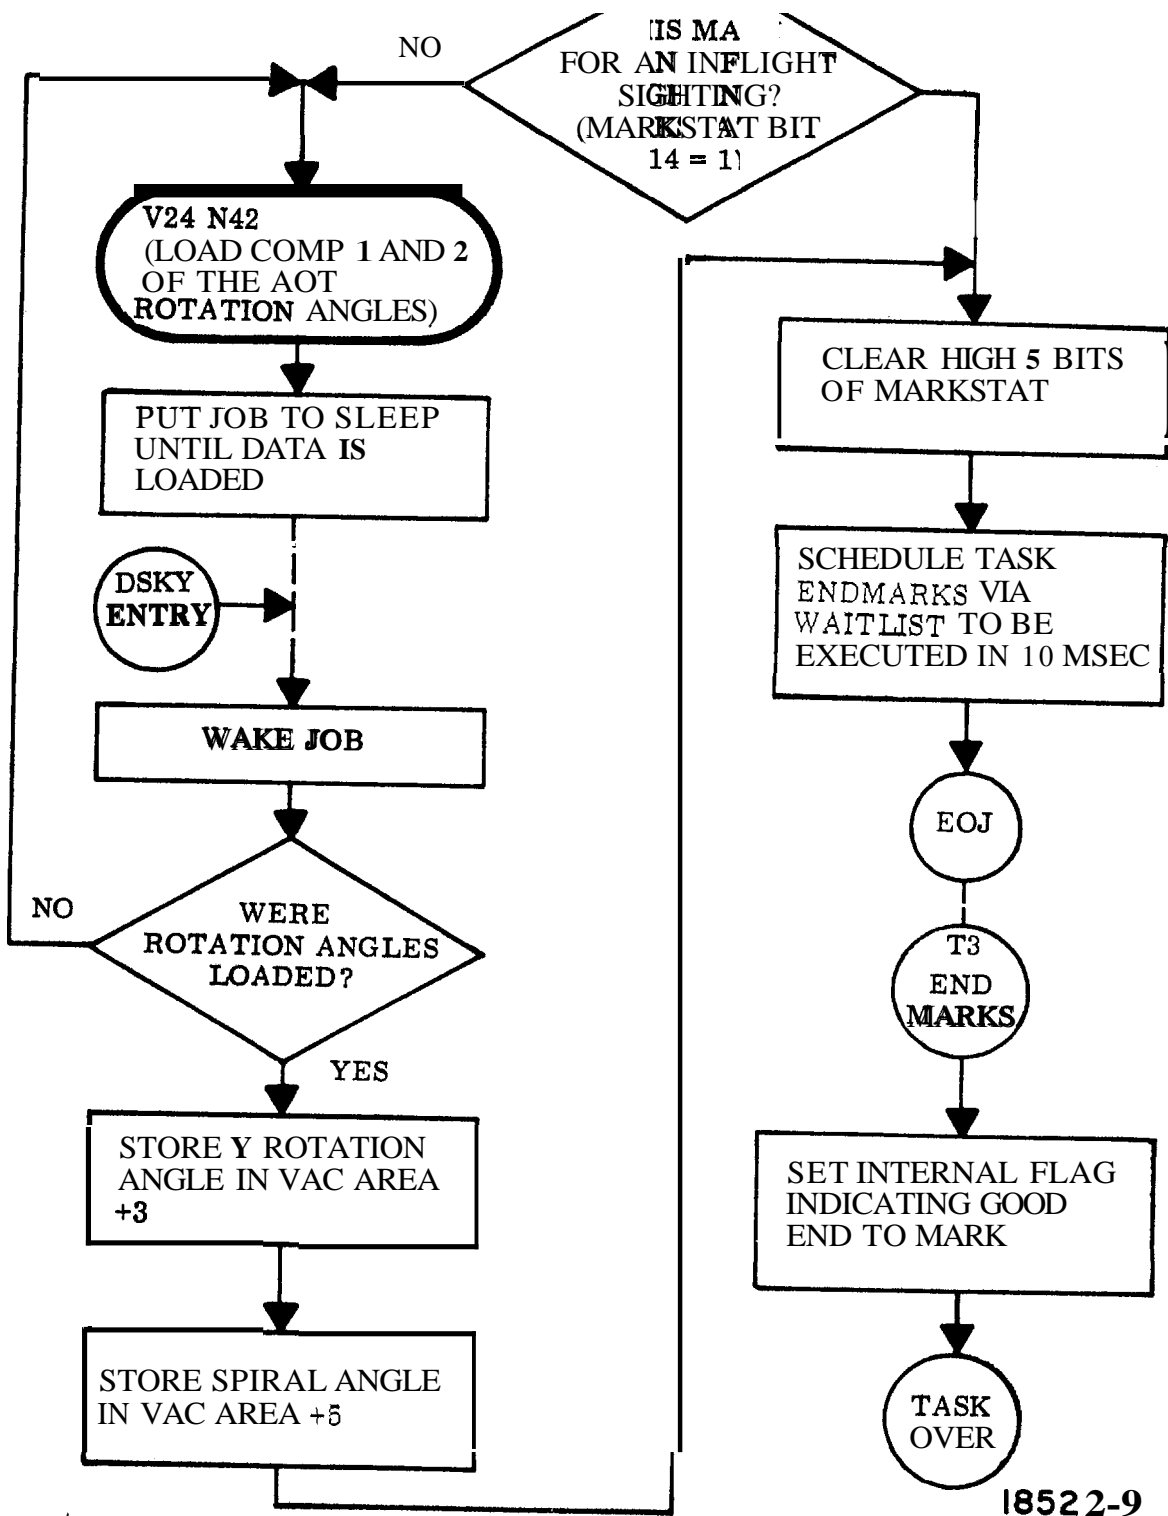 IS MA
NO
FOR AN INFLIGHT
SIGHTING?
(MARKSTAT BIT
14 = 1)
V24 N42
(LOAD COMP 1 AND 2
OF THE AOT
ROTATION ANGLES)
PUT JOB TO SLEEP
UNTIL DATA IS
LOADED
DSKY
ENTRY
WAKE JOB
NO
WERE
ROTATION ANGLES
LOADED?
YES
STORE Y ROTATION
ANGLE IN VAC AREA
+3
STORE SPIRAL ANGLE
IN VAC AREA +5
CLEAR HIGH 5 BITS
OF MARKSTAT
SCHEDULE TASK
ENDMARKS VIA
WAITLIST TO BE
EXECUTED IN 10 MSEC
EOJ
T3
END
MARKS
SET INTERNAL FLAG
INDICATING GOOD
END TO MARK
TASK
OVER
18522-9